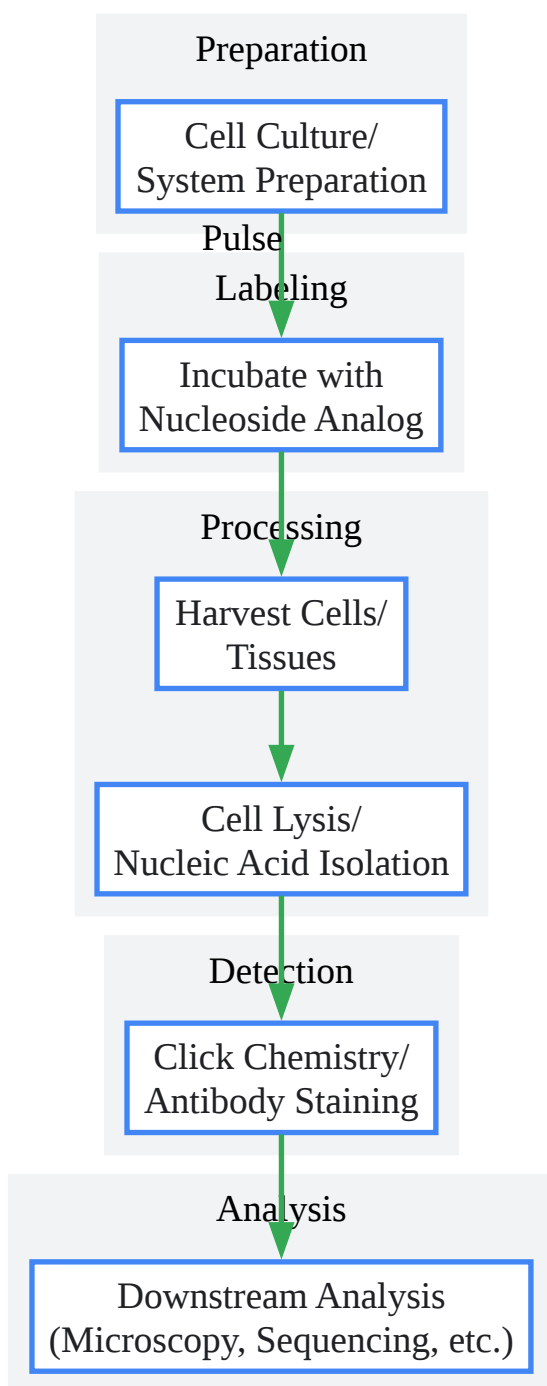 Preparation
Cell Culture/
System Preparation
Pulse
Labeling
Incubate with
Nucleoside Analog
Processing
Harvest Cells/
Tissues
Cell Lysis/
Nucleic Acid Isolation
Detection
Click Chemistry/
Antibody Staining
Analysis
Downstream Analysis
(Microscopy, Sequencing, etc.)